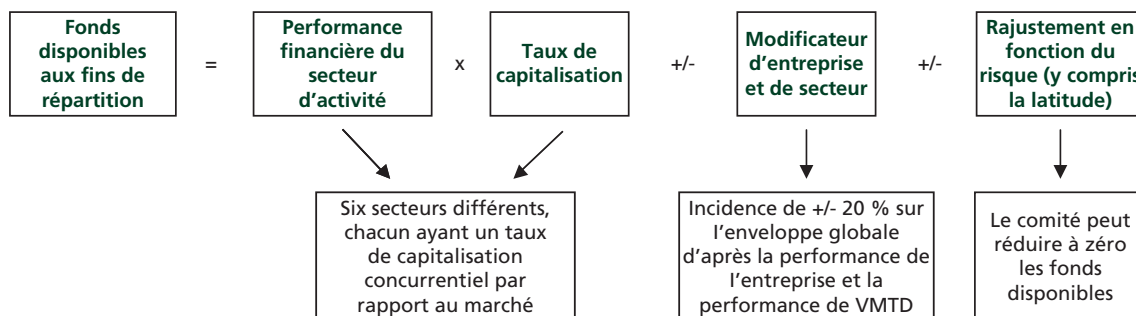 Fonds
disponibles
aux fins de
répartition
=
Performance
financière du
secteur
d'activité
x
Taux de
capitalisation
+/-
Modificateur
d'entreprise
et de secteur
+/-
Rajustement en
fonction du
risque (y compris
la latitude)
Six secteurs différents,
chacun ayant un taux
de capitalisation
concurrentiel par
rapport au marché
Incidence de +/- 20 % sur
l'enveloppe globale
d'après la performance de
l'entreprise et la
performance de VMTD
Le comité peut
réduire à zéro
les fonds
disponibles